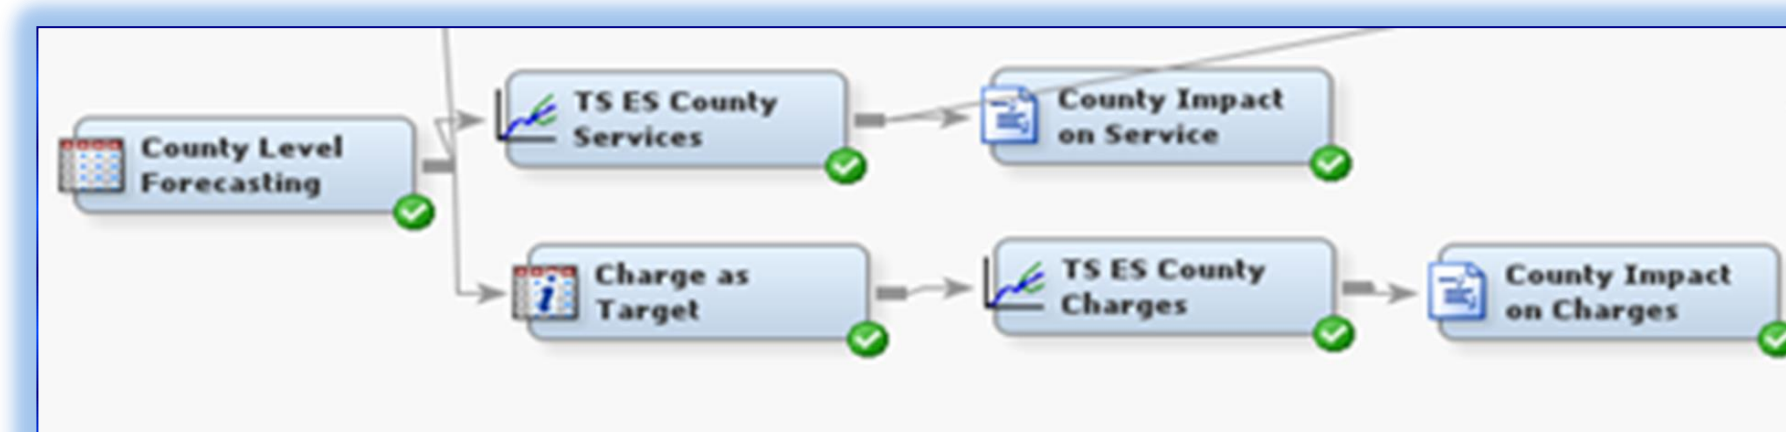 County Level
Forecasting
TS ES County
Services
County Impact
on Service
Charge as
Target
TS ES County
Charges
County Impact
on Charges